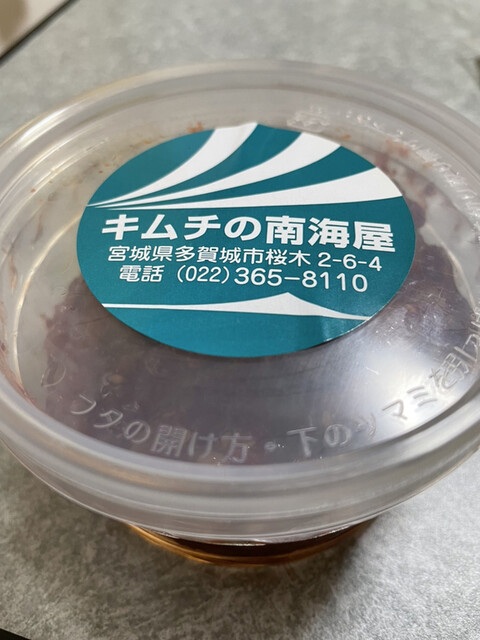 キムチの南海屋
宮城県多賀城市桜木 2-6-4
電話 (022)365-8110
フタの開け方・下のツマミを引